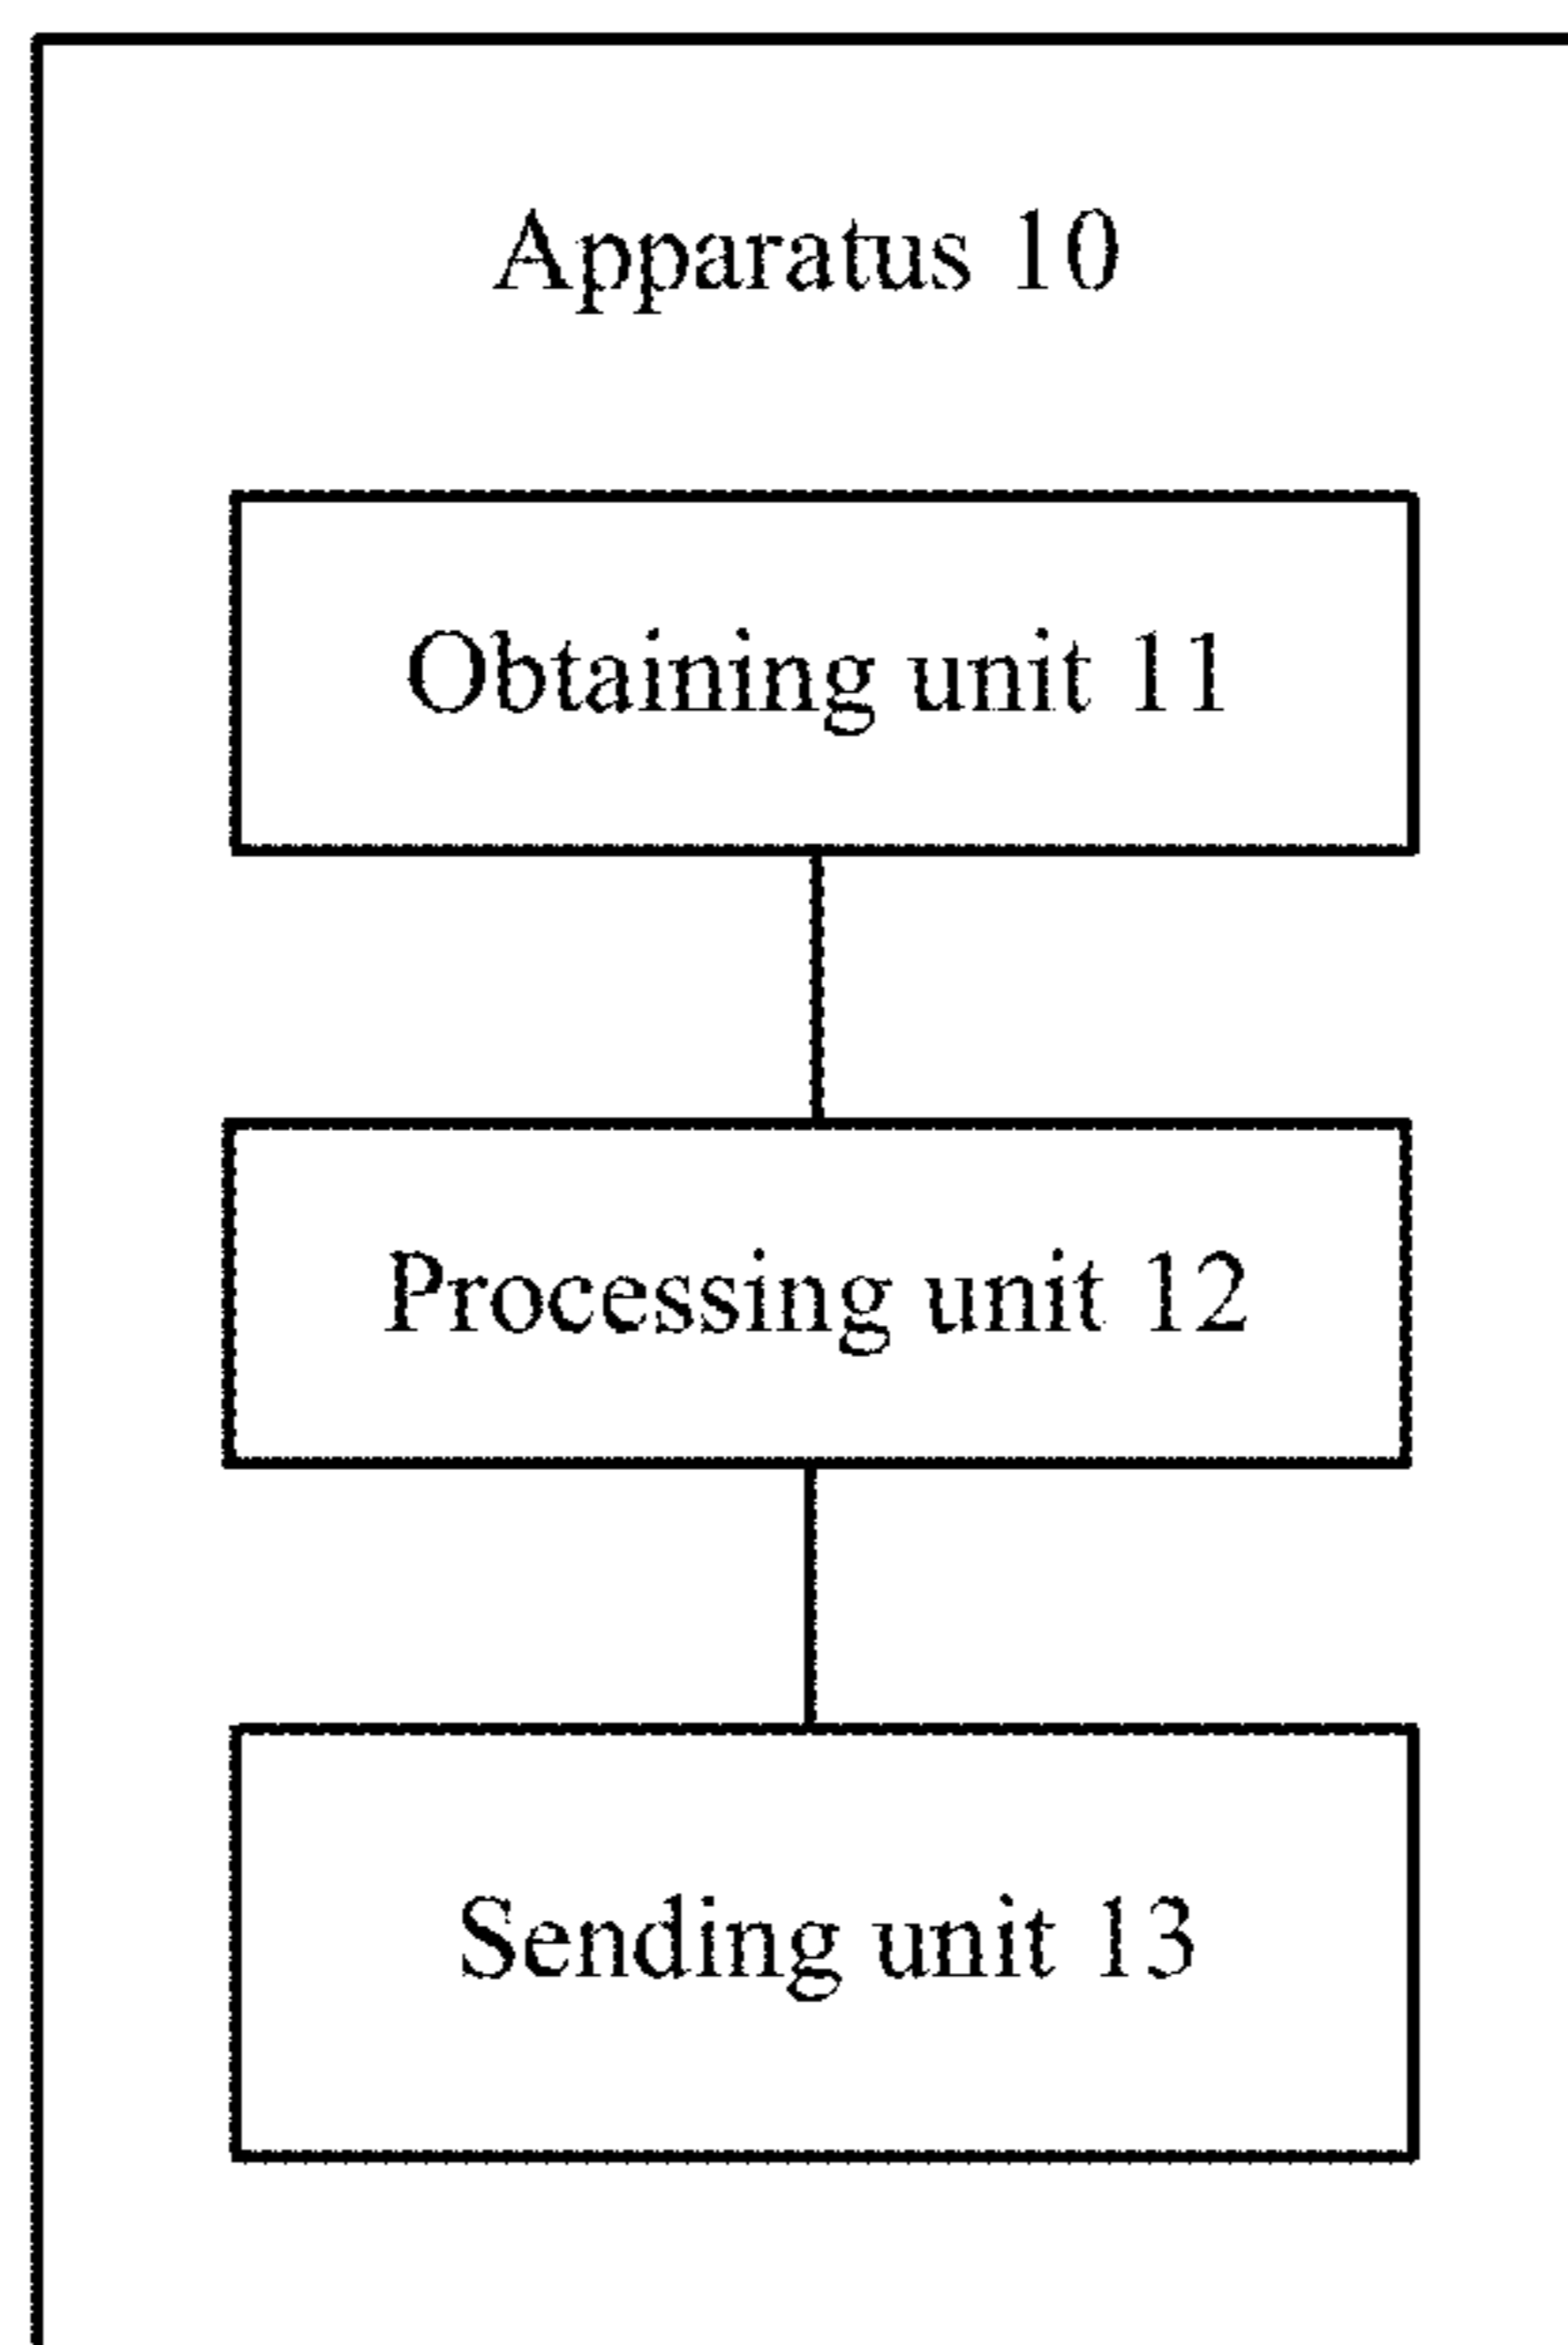 Apparatus 10
Obtaining unit 11
Processing unit 12
Sending unit 13